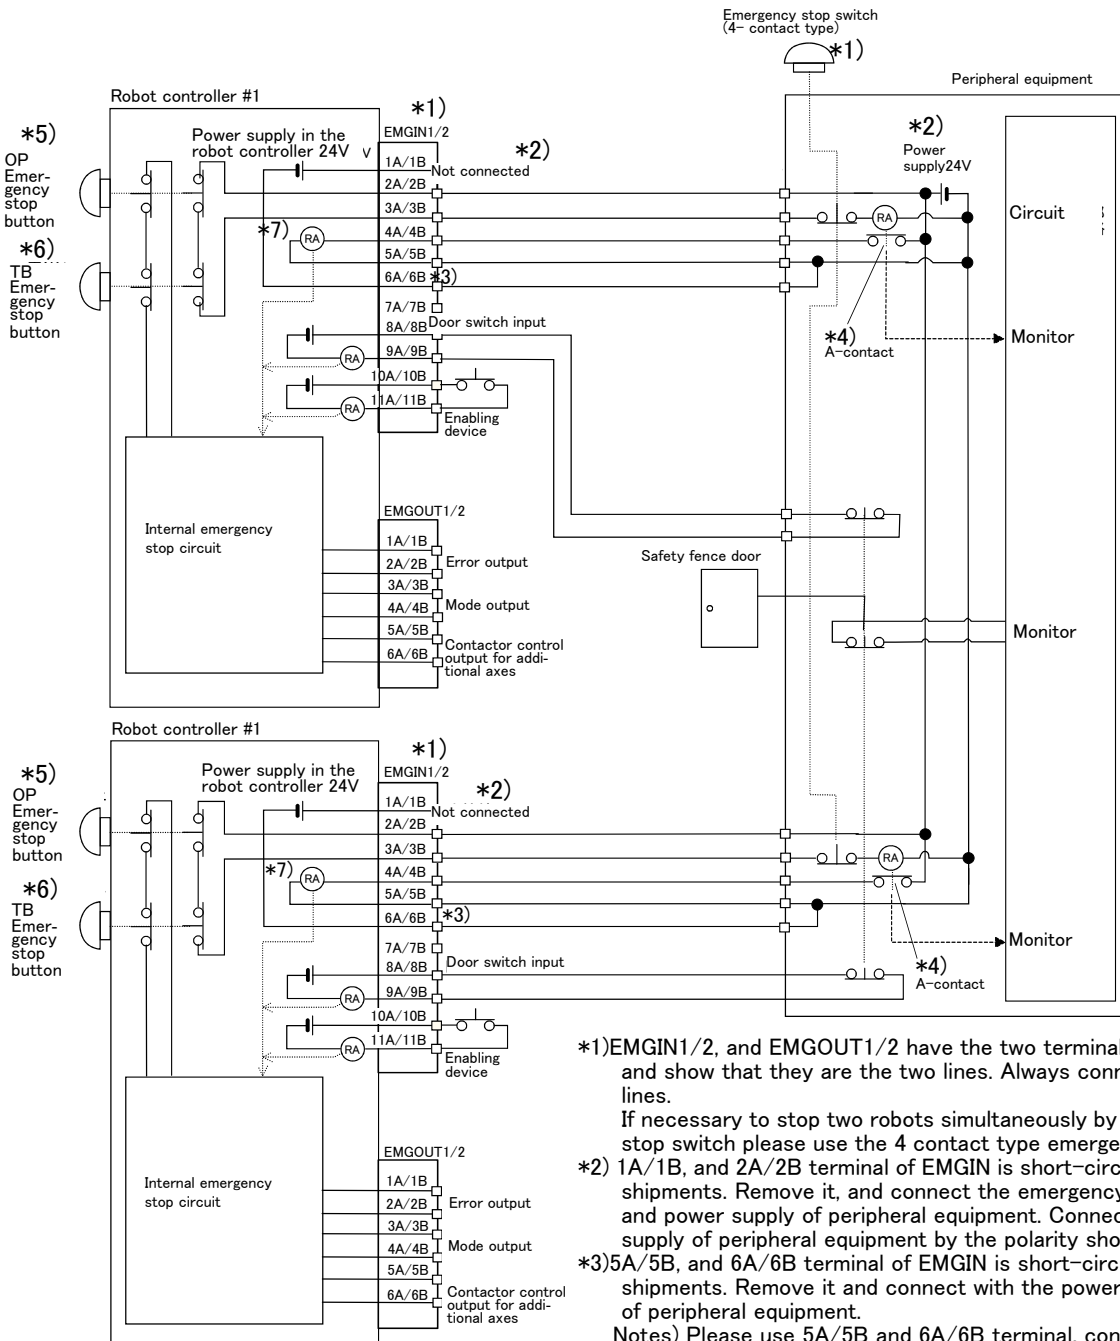 Emergency stop switch
(4- contact type)
*1)
Peripheral equipment
Robot controller #1
*1)
EMGIN1/2
*5)
OP
Emer-
gency
stop
button
*6)
TB
Emer-
gency
stop
button
Power supply in the
robot controller 24V
V
*2)
Not connected
*7)
RA
1A/1B
2A/2B
3A/3B
4A/4B
5A/5B
6A/6B
*3)
7A/7B
8A/8B
Door switch input
9A/9B
RA
10A/10B
11A/11B
RA
Enabling
device
*2)
Power
supply24V
RA
*4)
A-contact
Circuit
Monitor
Internal emergency
stop circuit
EMGOUT1/2
1A/1B
2A/2B
Error output
3A/3B
4A/4B
Mode output
5A/5B
6A/6B
Contactor control
output for addi-
tional axes
Safety fence door
Monitor
Robot controller #1
*1)
EMGIN1/2
*5)
OP
Emer-
gency
stop
button
*6)
TB
Emer-
gency
stop
button
Power supply in the
robot controller 24V
*2)
Not connected
*7)
RA
1A/1B
2A/2B
3A/3B
4A/4B
5A/5B
6A/6B
*3)
7A/7B
8A/8B
Door switch input
9A/9B
RA
10A/10B
11A/11B
RA
Enabling
device
RA
*4)
A-contact
Monitor
Internal emergency
stop circuit
EMGOUT1/2
1A/1B
2A/2B
Error output
3A/3B
4A/4B
Mode output
5A/5B
6A/6B
Contactor control
output for addi-
tional axes
*1)EMGIN1/2, and EMGOUT1/2 have the two terminal
and show that they are the two lines. Always conn
lines.
If necessary to stop two robots simultaneously by
stop switch please use the 4 contact type emerge
*2) 1A/1B, and 2A/2B terminal of EMGIN is short-circ
shipments. Remove it, and connect the emergency
and power supply of peripheral equipment. Connec
supply of peripheral equipment by the polarity sho
*3)5A/5B, and 6A/6B terminal of EMGIN is short-circ
shipments. Remove it and connect with the power
of peripheral equipment.
Notes) Please use 5A/5B and 6A/6B terminal, con